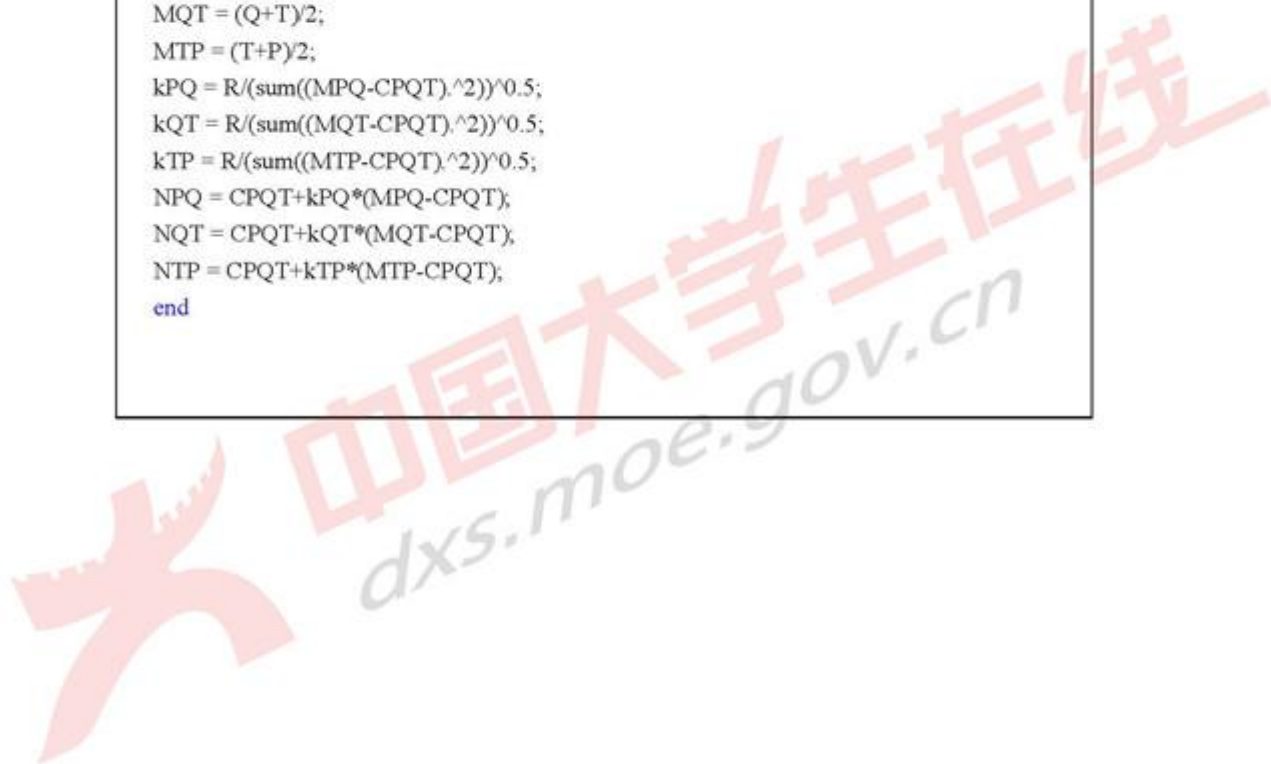 MQT = (Q+T)/2;
MTP = (T+P)/2;
kPQ = R/(sum((MPQ-CPQT).^2))^0.5;
kQT = R/(sum((MQT-CPQT).^2))^0.5;
kTP = R/(sum((MTP-CPQT).^2))^0.5;
NPQ = CPQT+kPQ*(MPQ-CPQT);
NQT = CPQT+kQT*(MQT-CPQT);
NTP = CPQT+kTP*(MTP-CPQT);
end
中国大学生在线
dxs.moe.gov.cn